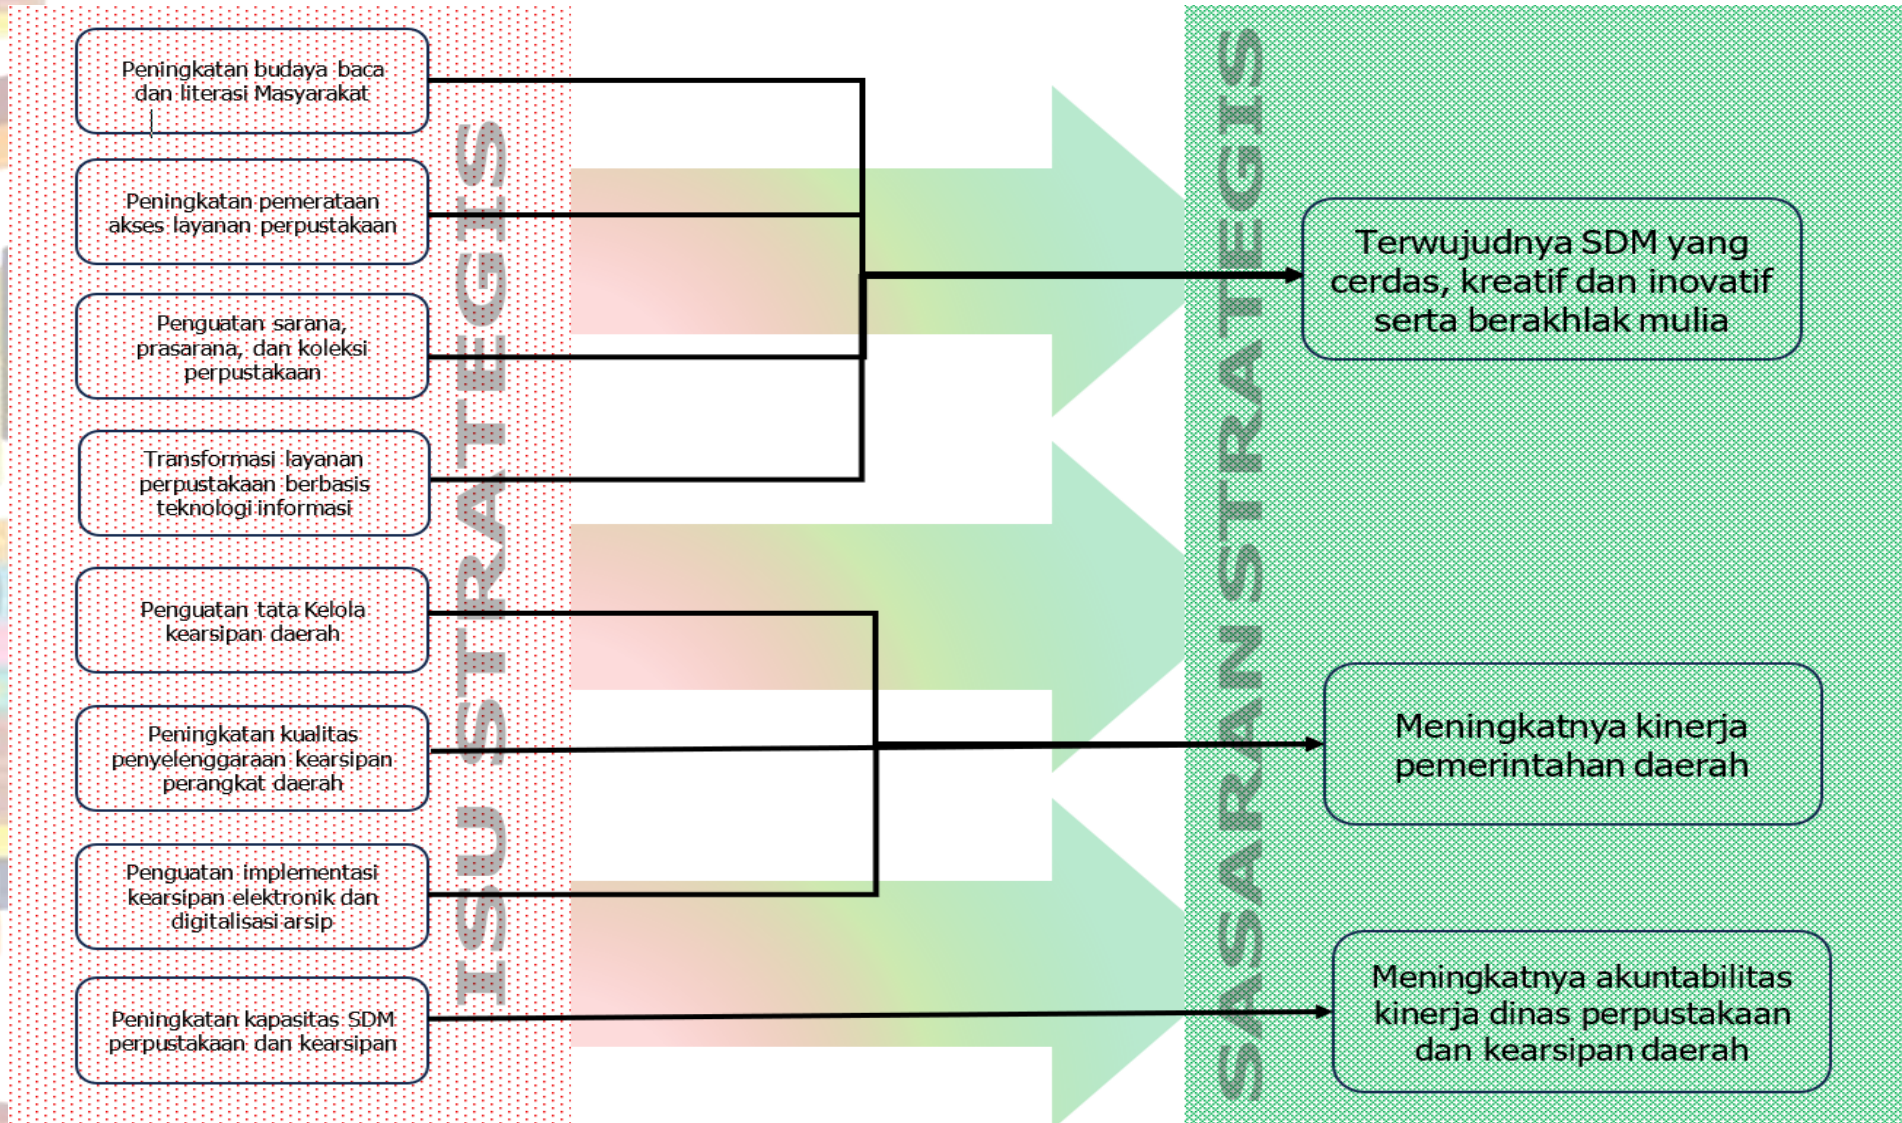 Peningkatan budaya baca
dan literasi Masyarakat
Peningkatan pemerataan
akses layanan perpustakaan
Penguatan sarana,
prasarana, dan koleksi
perpustakaan
Transformasi layanan
perpustakaan berbasis
teknologi informasi
Penguatan tata Kelola
kearsipan daerah
Peningkatan kualitas
penyelenggaraan kearsipan
perangkat daerah
Penguatan implementasi
kearsipan elektronik dan
digitalisasi arsip
Peningkatan kapasitas SDM
perpustakaan dan kearsipan
ISU STRATEGIS
SASARAN STRATEGIS
Terwujudnya SDM yang
cerdas, kreatif dan inovatif
serta berakhlak mulia
Meningkatnya kinerja
pemerintahan daerah
Meningkatnya akuntabilitas
kinerja dinas perpustakaan
dan kearsipan daerah